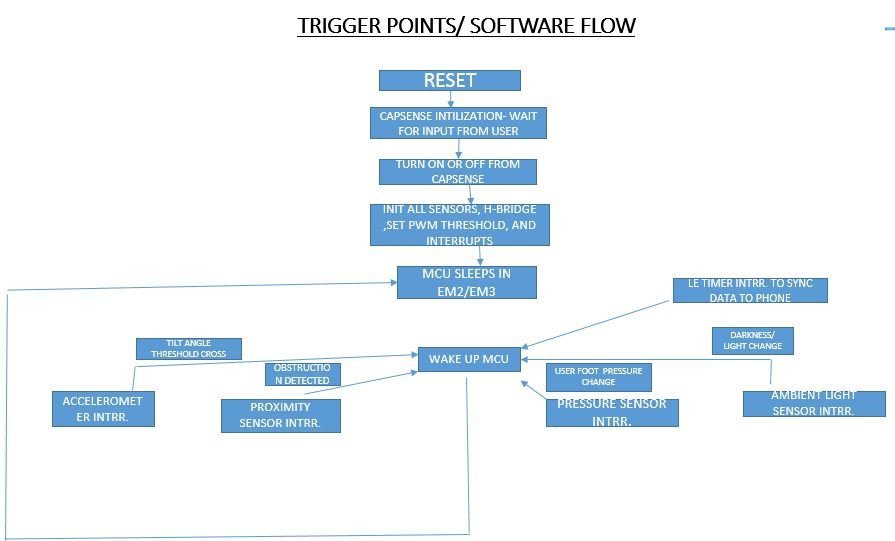 TRIGGER POINTS/ SOFTWARE FLOW
RESET
CAPSENSE INTILIZATION- WAIT
FOR INPUT FROM USER
TURN ON OR OFF FROM
CAPSENSE
INIT ALL SENSORS, H-BRIDGE
,SET PWM THRESHOLD, AND
INTERRUPTS
MCU SLEEPS IN
EM2/EM3
LE TIMER INTRR. TO SYNC
DATA TO PHONE
TILT ANGLE
THRESHOLD CROSS
DARKNESS/
LIGHT CHANGE
WAKE UP MCU
OBSTRUCTIO
N DETECTED
USER FOOT PRESSURE
CHANGE
ACCELEROMET
ER INTRR.
PROXIMITY
SENSOR INTRR.
PRESSURE SENSOR
INTRR.
AMBIENT LIGHT
SENSOR INTRR.